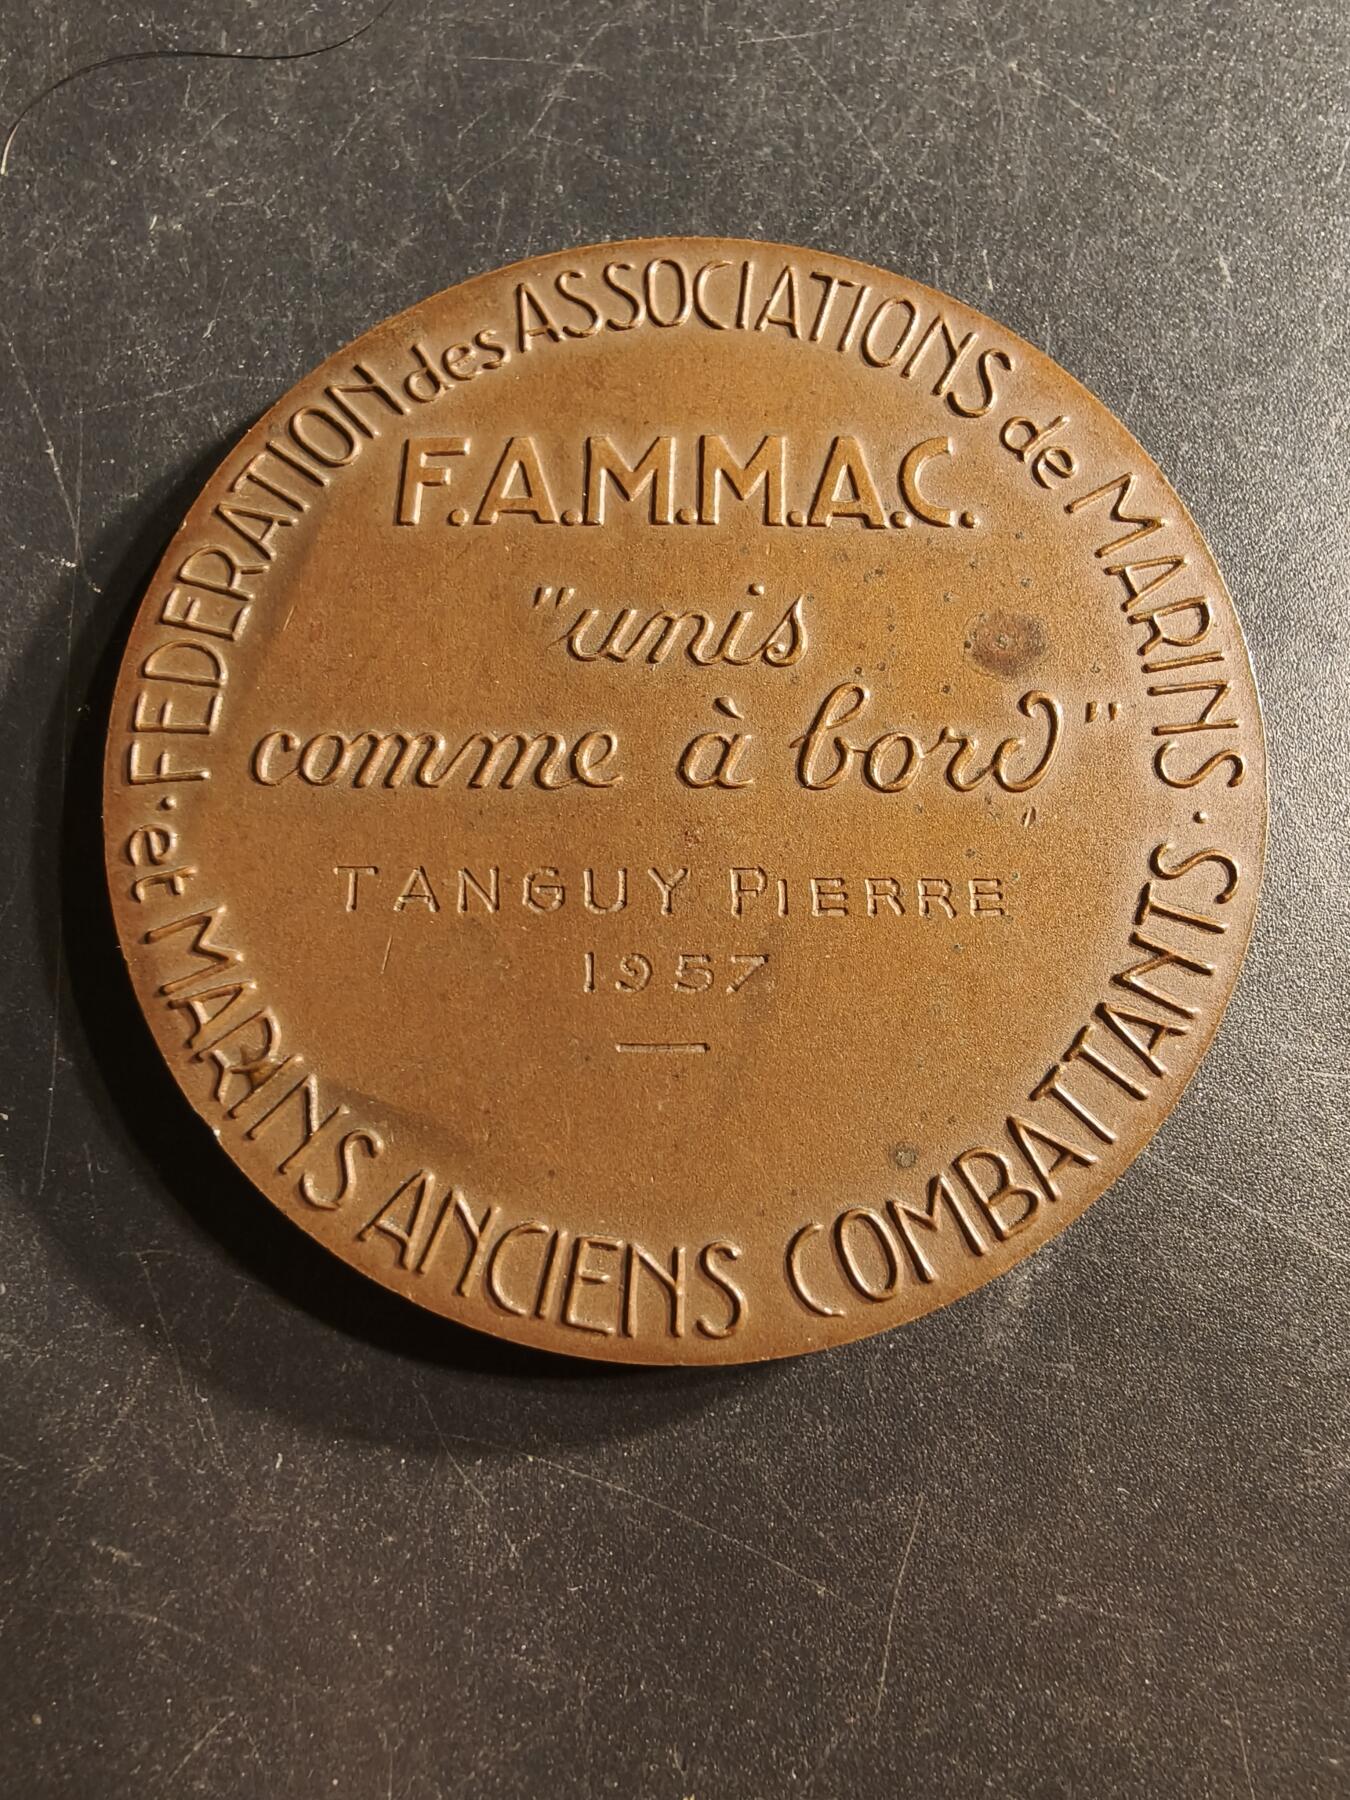 FEDERATION des ASSOCIATIONS de MARINS
et MARINS ANCIENS COMBATTANTS
F.A.M.M.A.C.
"unis
comme à bord"
TANGUY PIERRE
1957